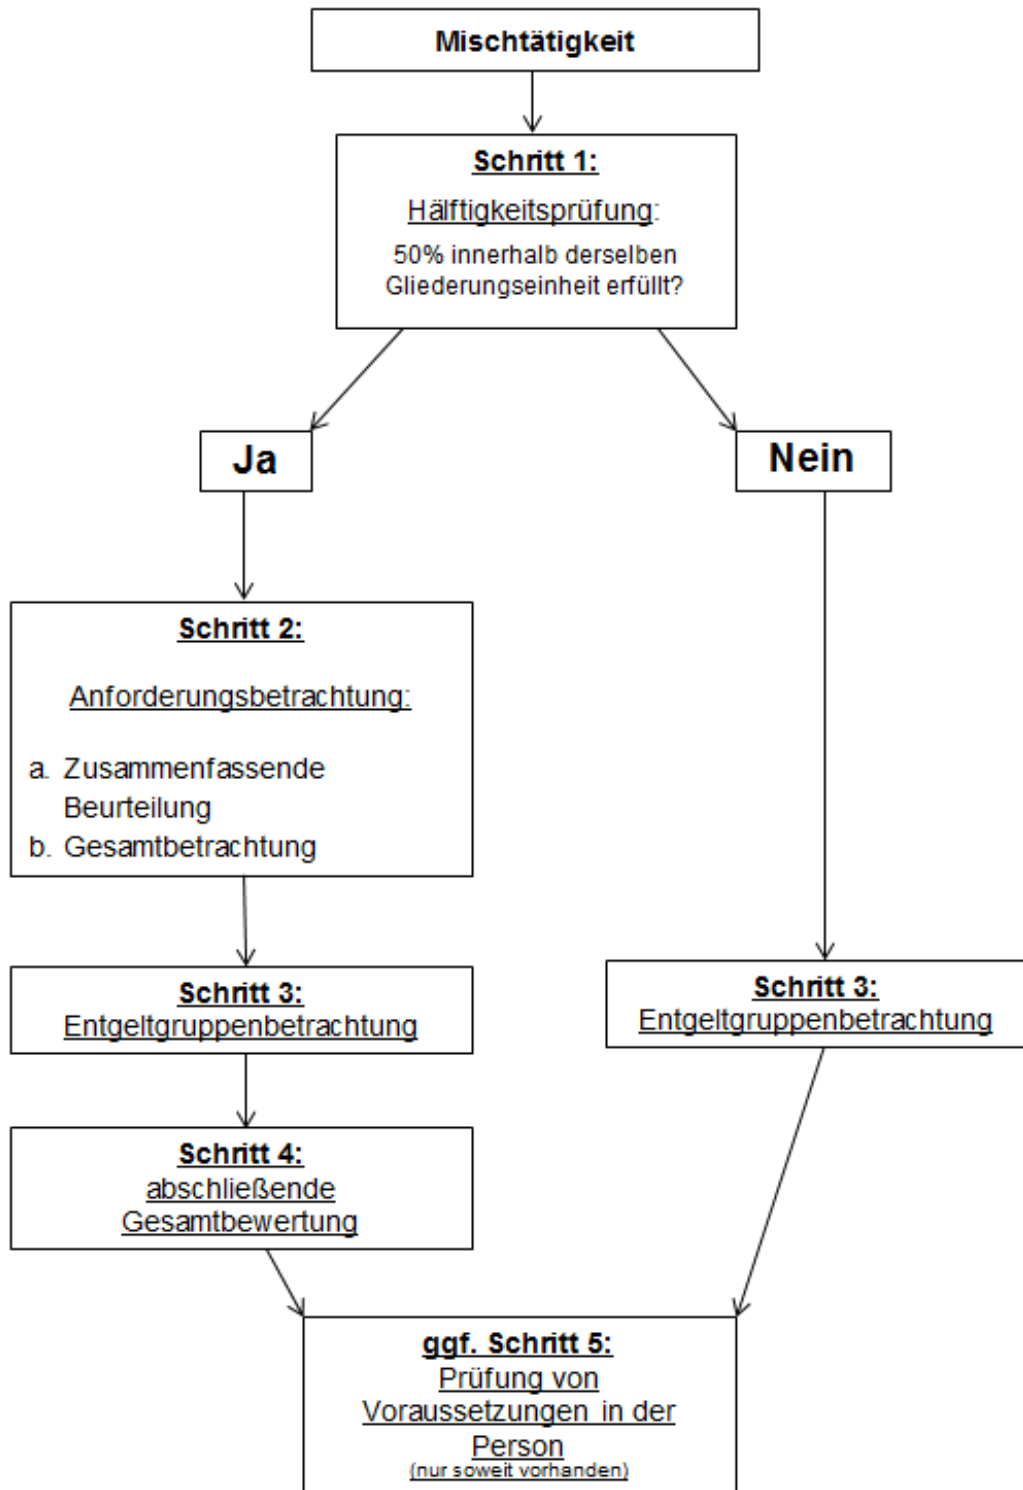 Mischtätigkeit
Schritt 1:
Hälftigkeitsprüfung:
50% innerhalb derselben
Gliederungseinheit erfüllt?
Ja
Nein
Schritt 2:
Anforderungsbetrachtung:
a. Zusammenfassende
Beurteilung
b. Gesamtbetrachtung
Schritt 3:
Entgeltgruppenbetrachtung
Schritt 3:
Entgeltgruppenbetrachtung
Schritt 4:
abschließende
Gesamtbewertung
ggf. Schritt 5:
Prüfung von
Voraussetzungen in der
Person
(nur soweit vorhanden)